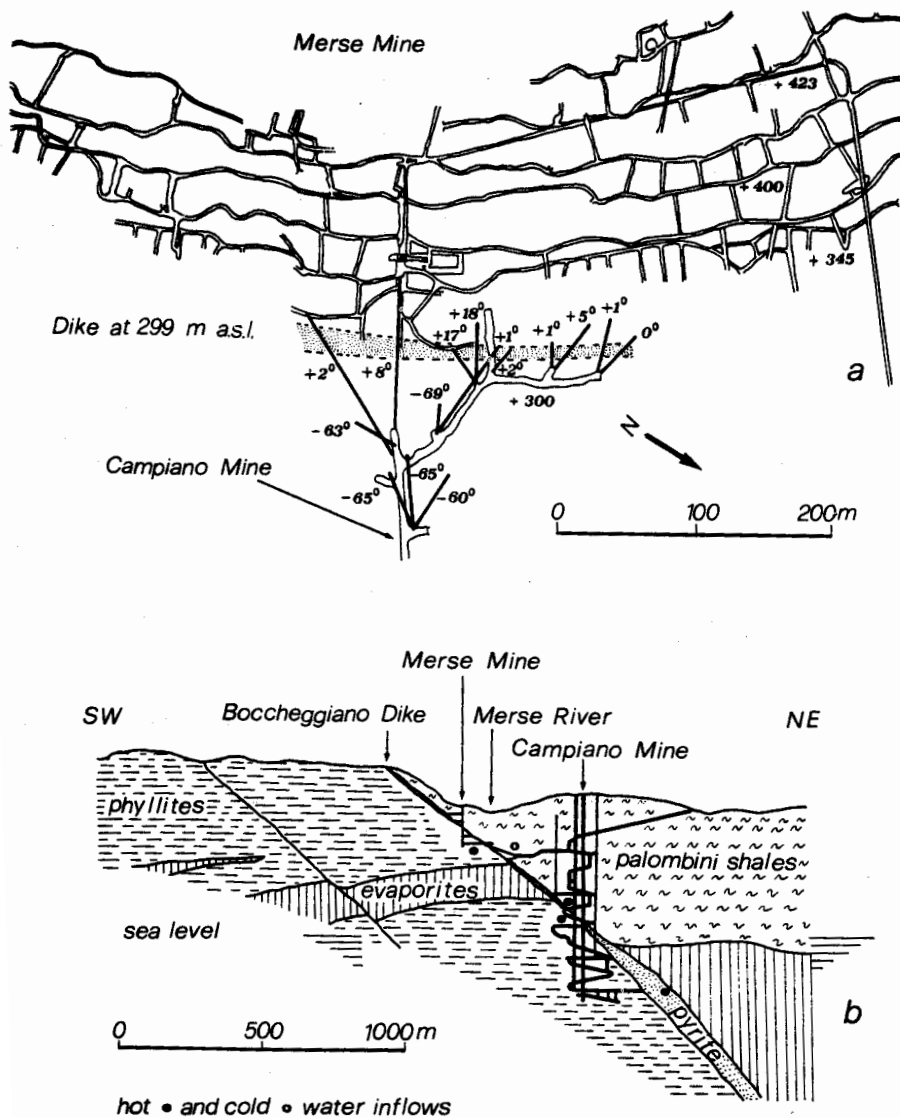 Merse Mine
+ 423
+ 400
+ 345
Dike at 299 m a.s.l.
+18°
+17°
+1°
+1°
+5°
+1°
0°
+2°
+8°
+2°
a
-69°
+ 300
-63°
N
Campiano Mine
-65°
-65°
-60°
0 100 200m
Merse Mine
SW
Boccheggiano Dike
Merse River
NE
Campiano Mine
phyllites
palombini shales
evaporites
sea level
b
pyrite
0 500 1000m
hot • and cold ∘ water inflows